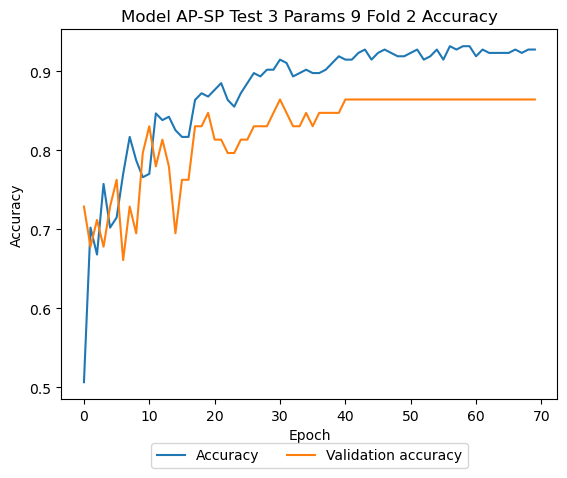 Model AP-SP Test 3 Params 9 Fold 2 Accuracy
Accuracy
0.9
0.8
0.7
0.6
0.5
0 10 20 30 40 50 60 70
Epoch
Accuracy Validation accuracy